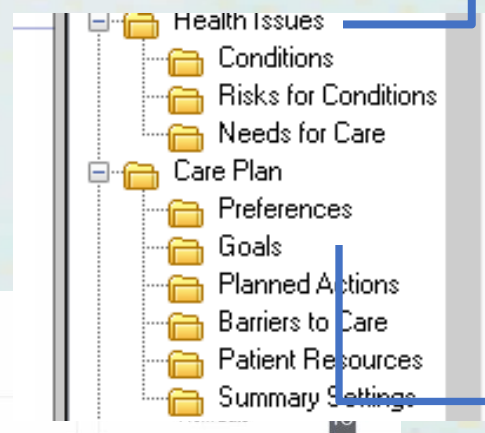 Health Issues
Conditions
Risks for Conditions
Needs for Care
Care Plan
Preferences
Goals
Planned Actions
Barriers to Care
Patient Resources
Summary Settings